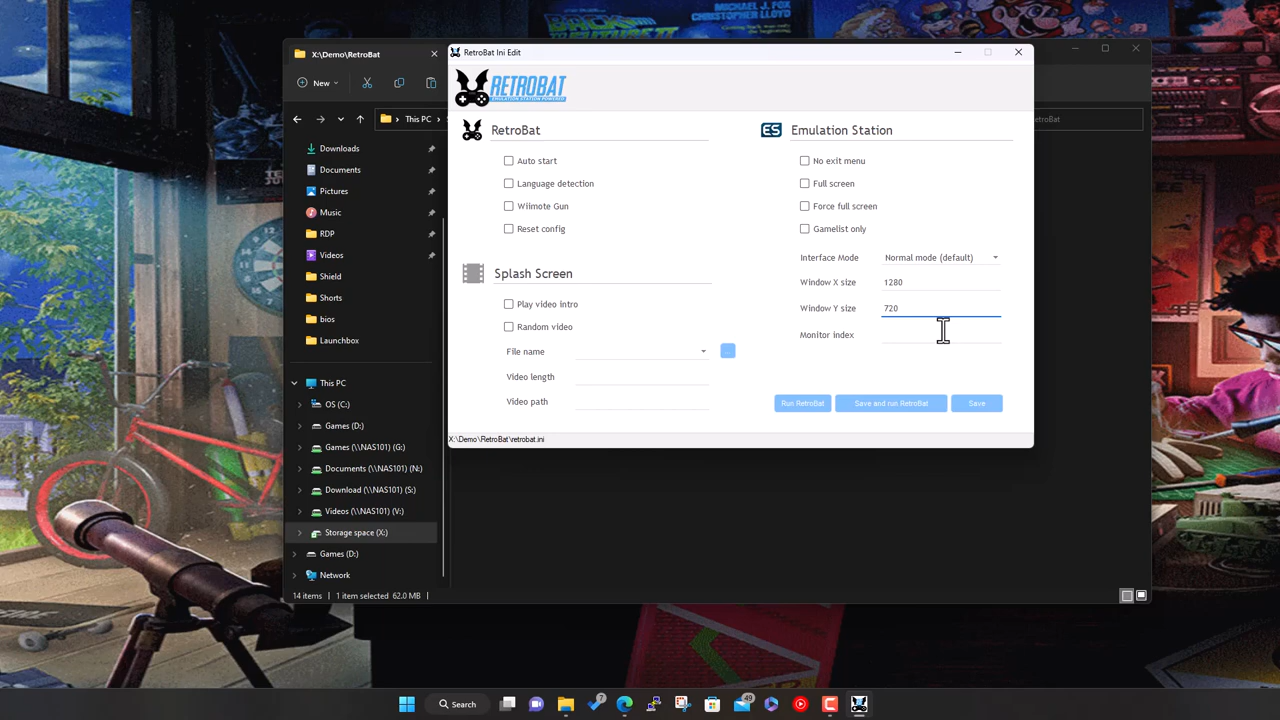 BACK
FUTURE II
MICHAEL J. FOX
CHRISTOPHER LLOYD
X:\Demo\RetroBat
RetroBat Ini Edit
New
RETROBAT
EMULATION STATION POWERED
This PC
RetroBat
Downloads
Documents
Pictures
Music
RDP
Videos
Shield
Shorts
bios
Launchbox
This PC
OS (C:)
Games (D:)
Games (\\NAS101) (G:)
Documents (\\NAS101) (N:)
Download (\\NAS101) (S:)
Videos (\\NAS101) (V:)
Storage space (X:)
Games (D:)
Network
14 items
1 item selected 62.0 MB
RetroBat
Auto start
Language detection
Wiimote Gun
Reset config
Splash Screen
Play video intro
Random video
File name
...
Video length
Video path
ES
Emulation Station
No exit menu
Full screen
Force full screen
Gamelist only
Interface Mode
Normal mode (default)
Window X size
1280
Window Y size
720
Monitor index
Run RetroBat
Save and run RetroBat
Save
X:\Demo\RetroBat\retrobat.ini
Search
7
49